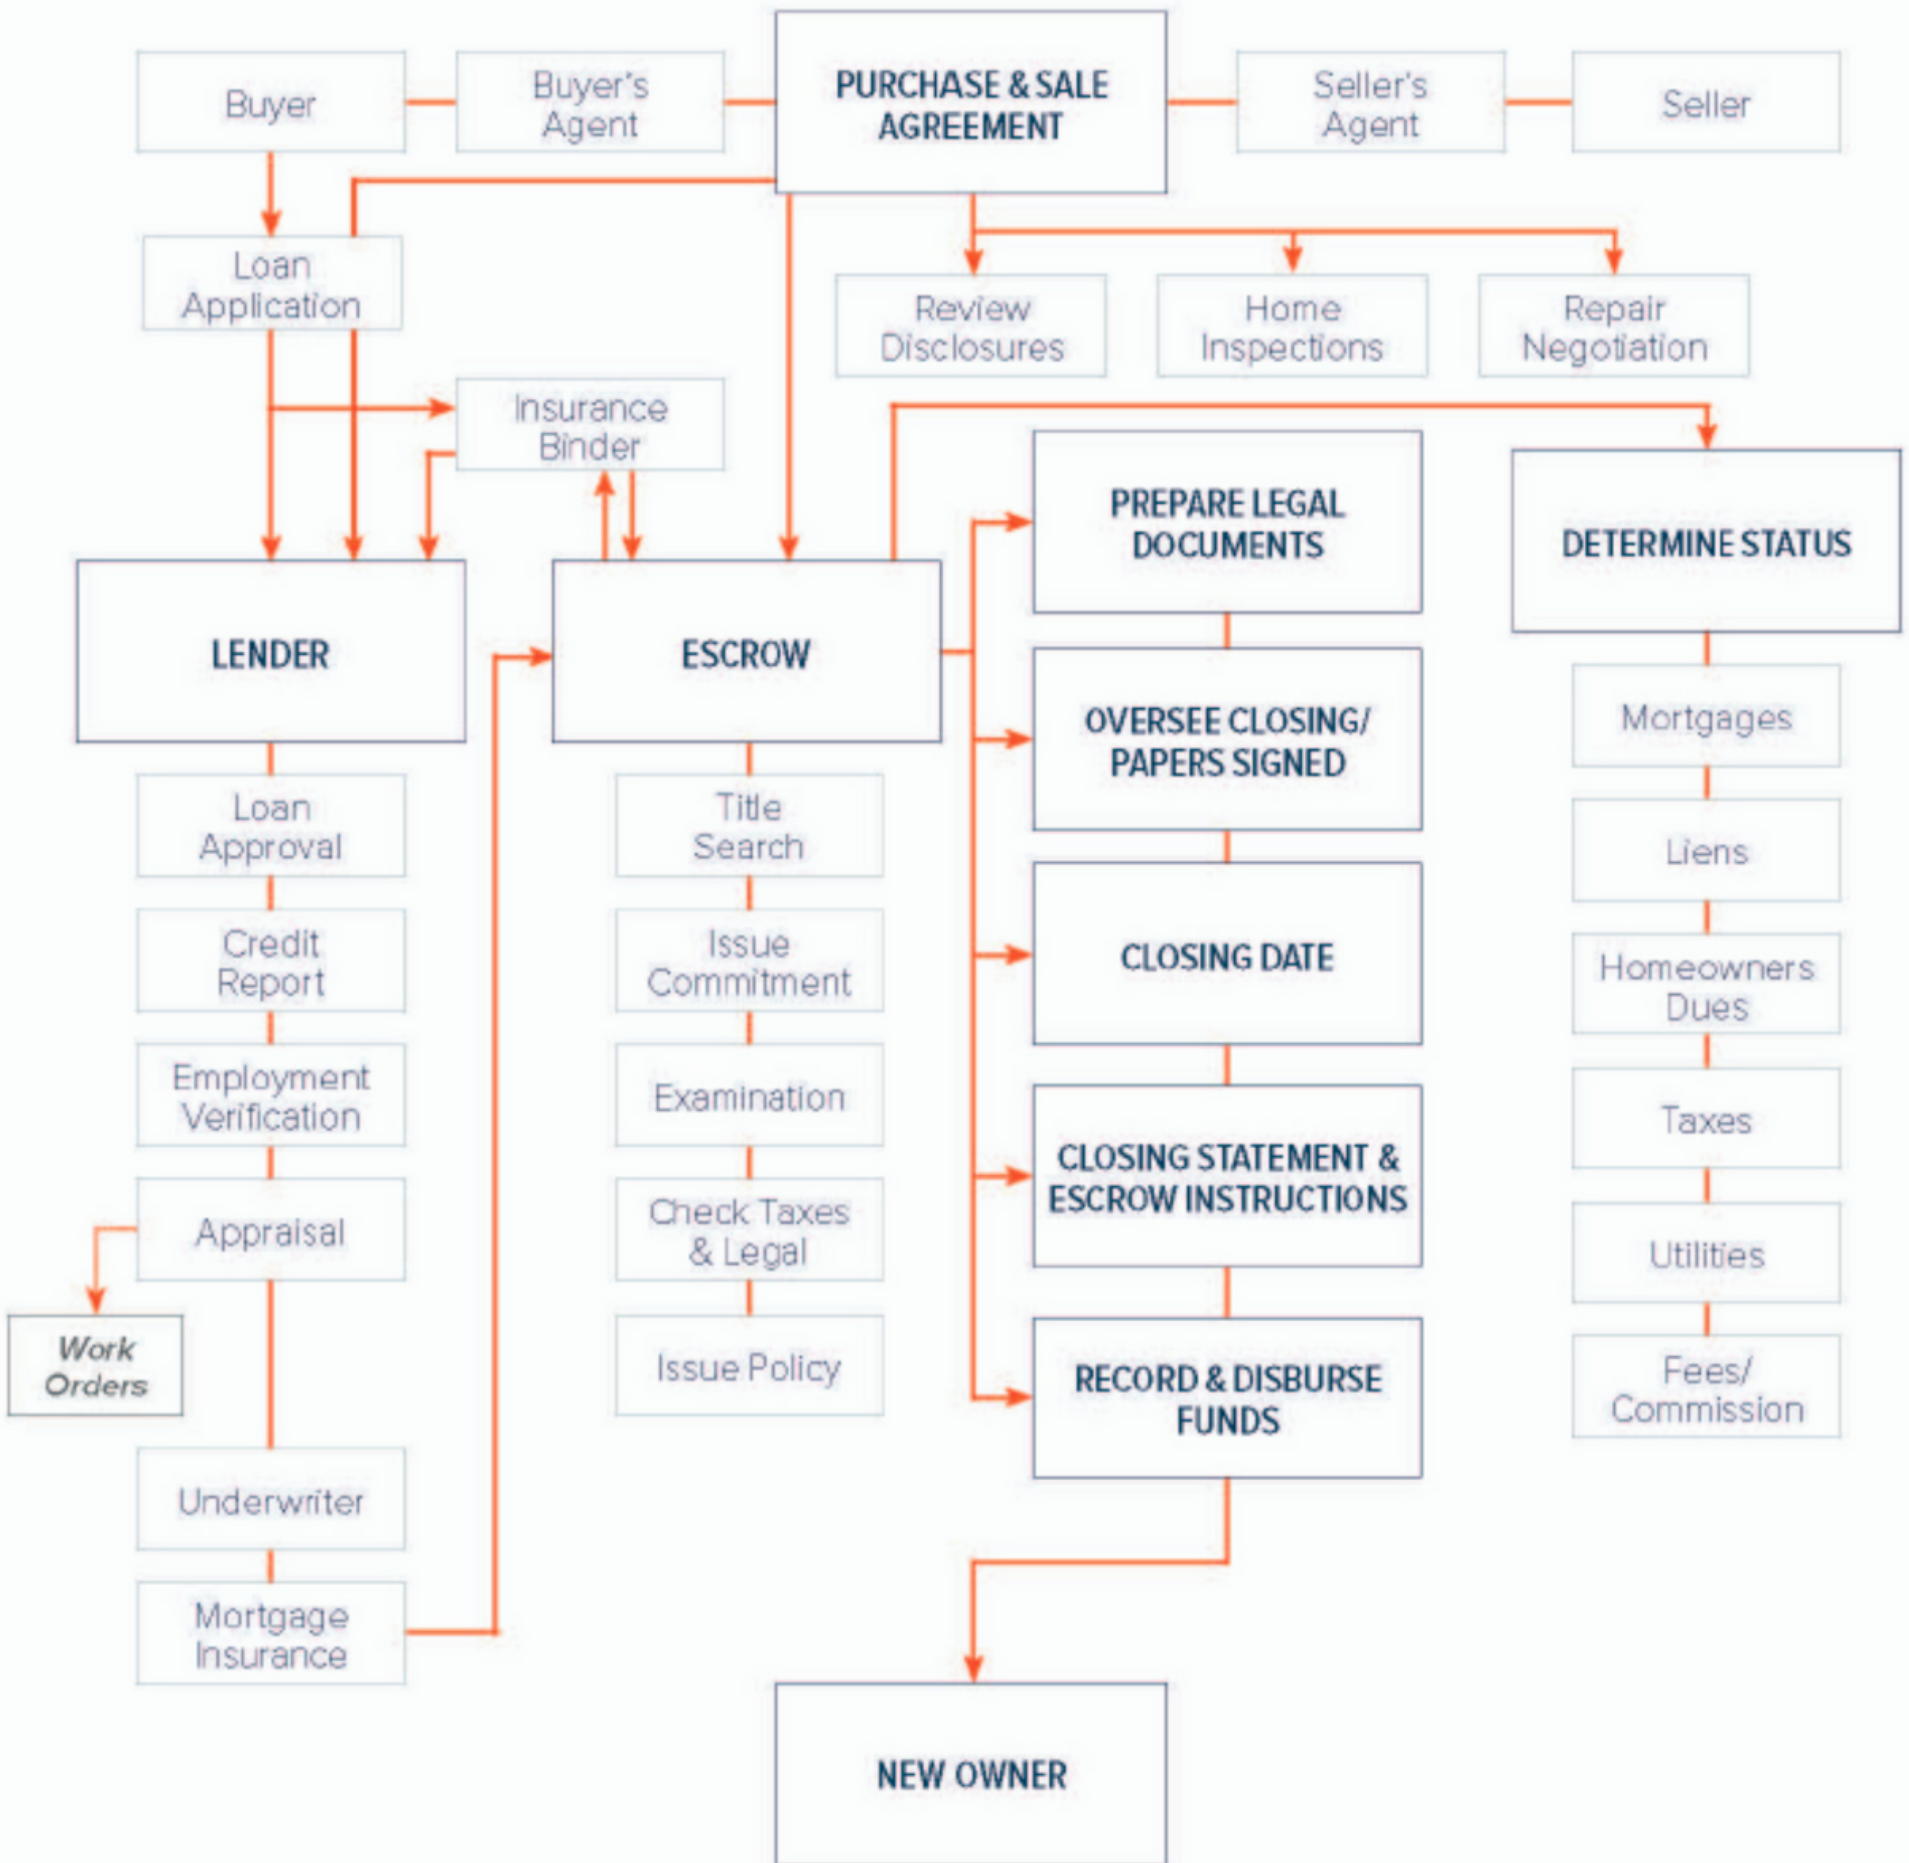 Buyer
Buyer's
Agent
PURCHASE & SALE
AGREEMENT
Seller's
Agent
Seller
Loan
Application
Review
Disclosures
Home
Inspections
Repair
Negotiation
Insurance
Binder
LENDER
ESCROW
PREPARE LEGAL
DOCUMENTS
DETERMINE STATUS
OVERSEE CLOSING/
PAPERS SIGNED
CLOSING DATE
CLOSING STATEMENT &
ESCROW INSTRUCTIONS
RECORD & DISBURSE
FUNDS
Loan
Approval
Credit
Report
Employment
Verification
Appraisal
Work
Orders
Underwriter
Mortgage
Insurance
Title
Search
Issue
Commitment
Examination
Check Taxes
& Legal
Issue Policy
Mortgages
Liens
Homeowners
Dues
Taxes
Utilities
Fees/
Commission
NEW OWNER